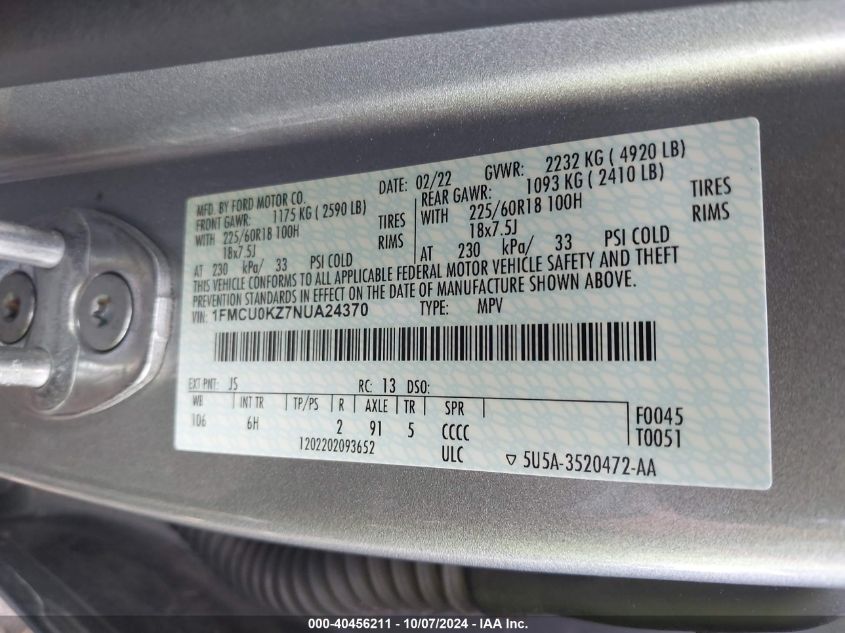 MFD. BY FORD MOTOR CO.
DATE: 02/22 GVWR: 2232 KG ( 4920 LB)
FRONT GAWR: 1175 KG ( 2590 LB) REAR GAWR: 1093 KG ( 2410 LB)
WITH 225/60R18 100H TIRES WITH 225/60R18 100H TIRES
18x7.5J RIMS 18x7.5J RIMS
AT 230 kPa/ 33 PSI COLD AT 230 kPa/ 33 PSI COLD
THIS VEHICLE CONFORMS TO ALL APPLICABLE FEDERAL MOTOR VEHICLE SAFETY AND THEFT
PREVENTION STANDARDS IN EFFECT ON THE DATE OF MANUFACTURE SHOWN ABOVE.
VIN: 1FMCU0KZ7NUA24370 TYPE: MPV
EXT PNT: JS RC: 13 DSO:
WB INT TR TP/PS R AXLE TR SPR F0045
106 6H 2 91 5 CCCC T0051
1202202093652 ULC ▽ 5U5A-3520472-AA
000-40456211 - 10/07/2024 - IAA Inc.